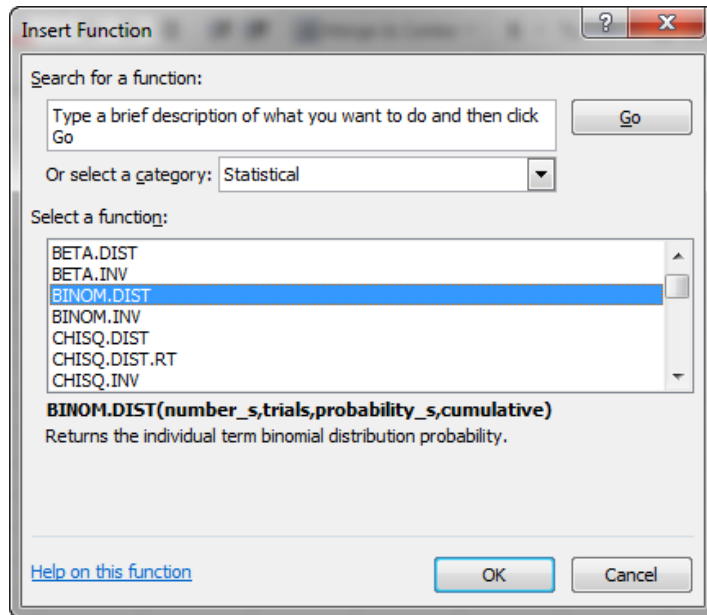 Insert Function
Search for a function:
Type a brief description of what you want to do and then click
Go
Go
Or select a category: Statistical
Select a function:
BETA.DIST
BETA.INV
BINOM.DIST
BINOM.INV
CHISQ.DIST
CHISQ.DIST.RT
CHISQ.INV
BINOM.DIST(number_s,trials,probability_s,cumulative)
Returns the individual term binomial distribution probability.
Help on this function
OK
Cancel